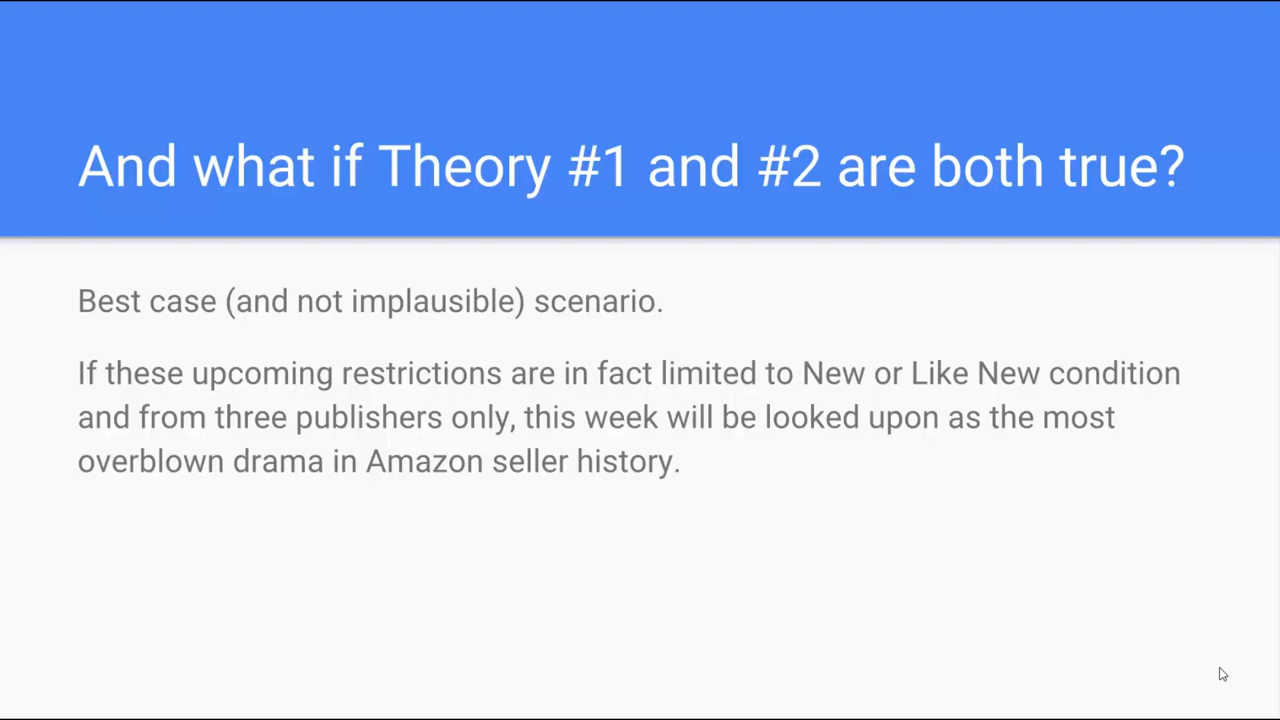 And what if Theory #1 and #2 are both true?
Best case (and not implausible) scenario.
If these upcoming restrictions are in fact limited to New or Like New condition
and from three publishers only, this week will be looked upon as the most
overblown drama in Amazon seller history.